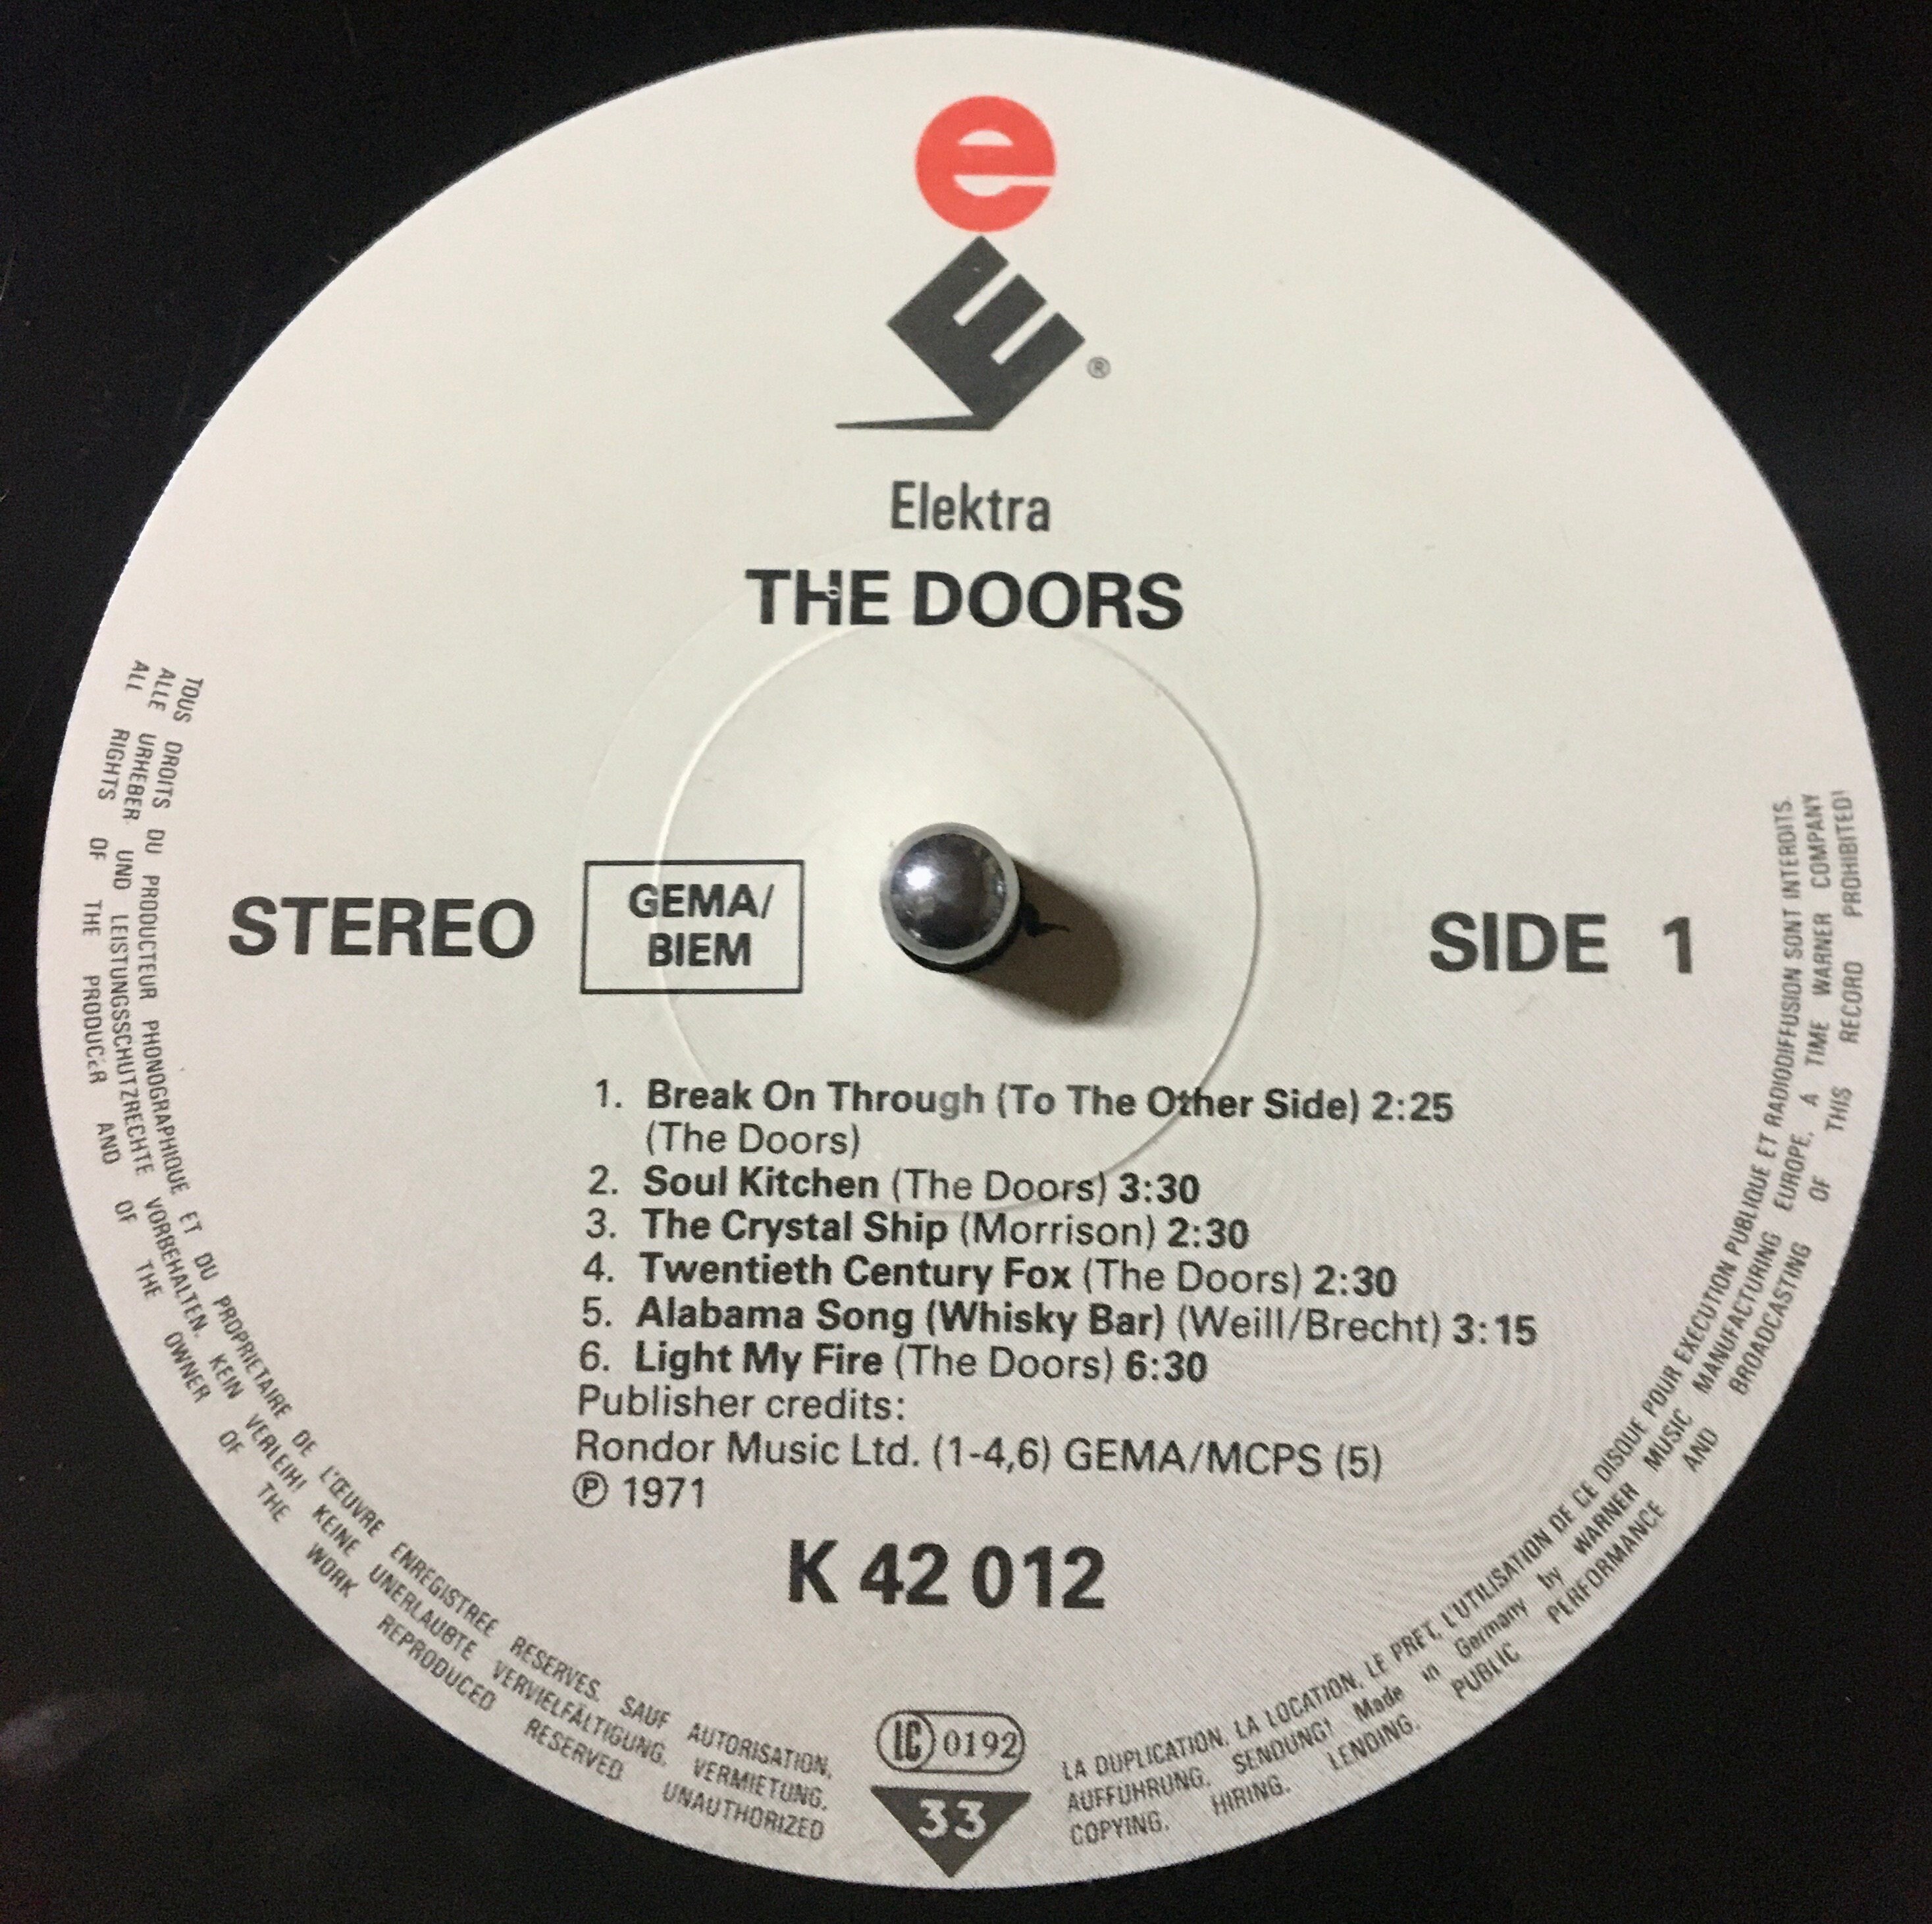 e
E®
Elektra
THE DOORS
STEREO
GEMA/
BIEM
SIDE 1
1. Break On Through (To The Other Side) 2:25
(The Doors)
2. Soul Kitchen (The Doors) 3:30
3. The Crystal Ship (Morrison) 2:30
4. Twentieth Century Fox (The Doors) 2:30
5. Alabama Song (Whisky Bar) (Weill/Brecht) 3:15
6. Light My Fire (The Doors) 6:30
Publisher credits:
Rondor Music Ltd. (1-4,6) GEMA/MCPS (5)
℗ 1971
K 42 012
LC 0192
33
TOUS DROITS DU PRODUCTEUR PHONOGRAPHIQUE ET DU PROPRIETAIRE DE L'ŒUVRE ENREGISTREE RESERVES. SAUF AUTORISATION, LA DUPLICATION, LA LOCATION, LE PRET, L'UTILISATION DE CE DISQUE POUR EXECUTION PUBLIQUE ET RADIODIFFUSION SONT INTERDITS.
ALLE URHEBER UND LEISTUNGSSCHUTZRECHTE VORBEHALTEN. KEIN VERLEIH! KEINE UNERLAUBTE VERVIELFÄLTIGUNG, VERMIETUNG, AUFFUHRUNG, SENDUNG! Made in Germany by WARNER MUSIC MANUFACTURING EUROPE. A TIME WARNER COMPANY
ALL RIGHTS OF THE PRODUCER AND OF THE OWNER OF THE WORK REPRODUCED RESERVED UNAUTHORIZED COPYING. HIRING. LENDING. PUBLIC PERFORMANCE AND BROADCASTING OF THIS RECORD PROHIBITED!